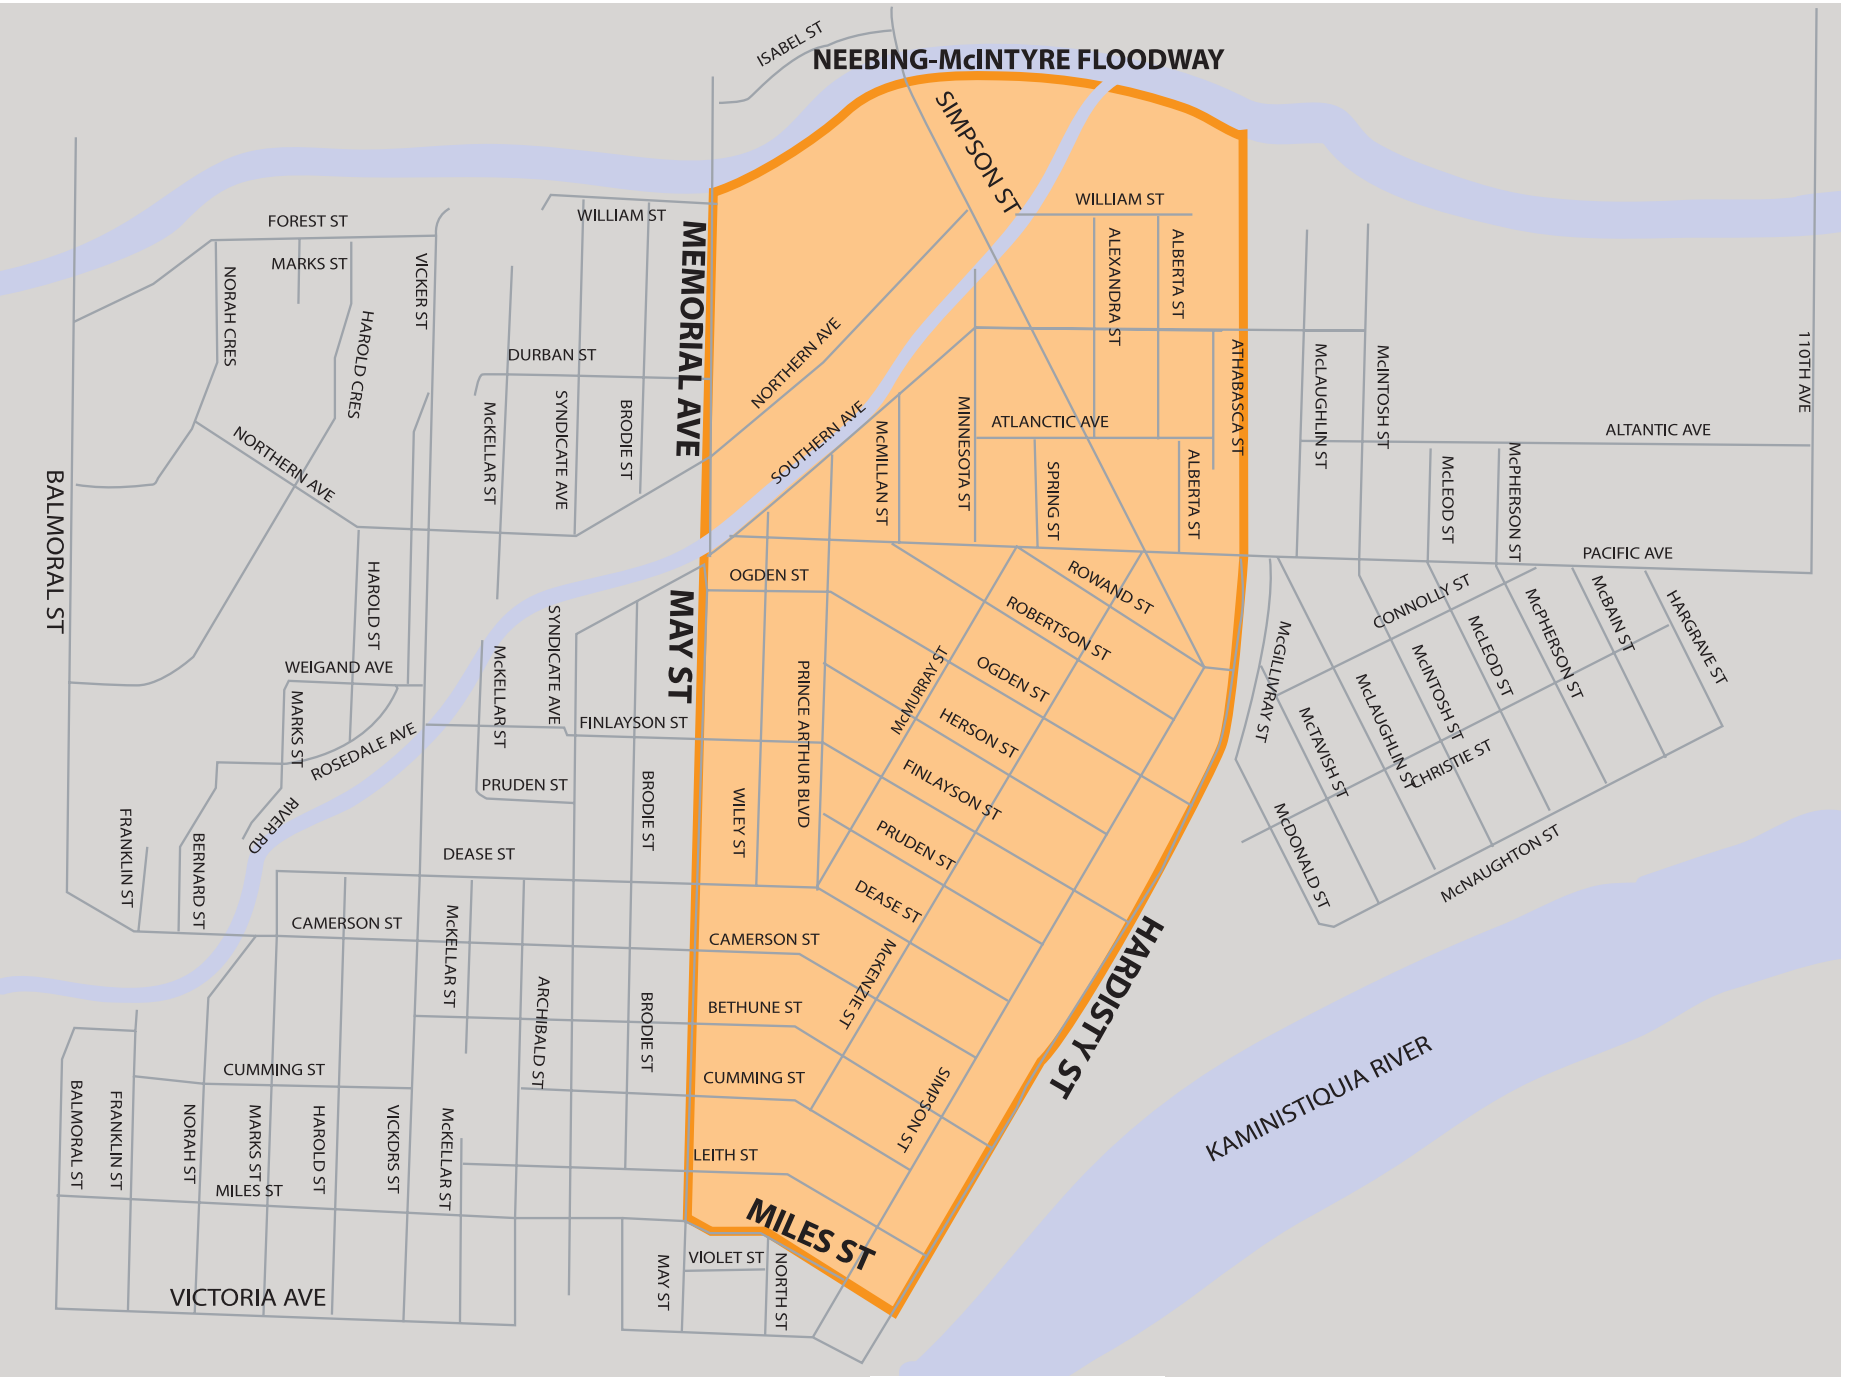 ISABEL ST
NEEBING-McINTYRE FLOODWAY
SIMPSON ST
WILLIAM ST
WILLIAM ST
FOREST ST
MARKS ST
NORAH CRES
HAROLD CRES
VICKER ST
MEMORIAL AVE
ALEXANDRA ST
ALBERTA ST
DURBAN ST
NORTHERN AVE
McKELLAR ST
SYNDICATE AVE
BRODIE ST
ATHABASCA ST
McLAUGHLIN ST
McINTOSH ST
110TH AVE
NORTHERN AVE
SOUTHERN AVE
McMILLAN ST
MINNESOTA ST
ATLANCTIC AVE
SPRING ST
ALBERTA ST
ALTANTIC AVE
McLEOD ST
McPHERSON ST
PACIFIC AVE
BALMORAL ST
HAROLD ST
OGDEN ST
MAY ST
ROWAND ST
ROBERTSON ST
OGDEN ST
HERSON ST
FINLAYSON ST
PRUDEN ST
DEASE ST
McMURRAY ST
PRINCE ARTHUR BLVD
WILEY ST
CONNOLLY ST
McBAIN ST
HARGRAVE ST
McPHERSON ST
McLEOD ST
McINTOSH ST
McLAUGHLIN ST
McGILLIVRAY ST
McTAVISH ST
CHRISTIE ST
McDONALD ST
McNAUGHTON ST
WEIGAND AVE
MARKS ST
ROSEDALE AVE
RIVER RD
McKELLAR ST
SYNDICATE AVE
FINLAYSON ST
PRUDEN ST
BRODIE ST
FRANKLIN ST
BERNARD ST
DEASE ST
CAMERSON ST
CAMERSON ST
McKELLAR ST
ARCHIBALD ST
BRODIE ST
BETHUNE ST
McKENZIE ST
HARDISTY ST
CUMMING ST
CUMMING ST
SIMPSON ST
KAMINISTIQUIA RIVER
BALMORAL ST
FRANKLIN ST
NORAH ST
MARKS ST
HAROLD ST
VICKDRS ST
McKELLAR ST
LEITH ST
MILES ST
MILES ST
VIOLET ST
MAY ST
NORTH ST
VICTORIA AVE